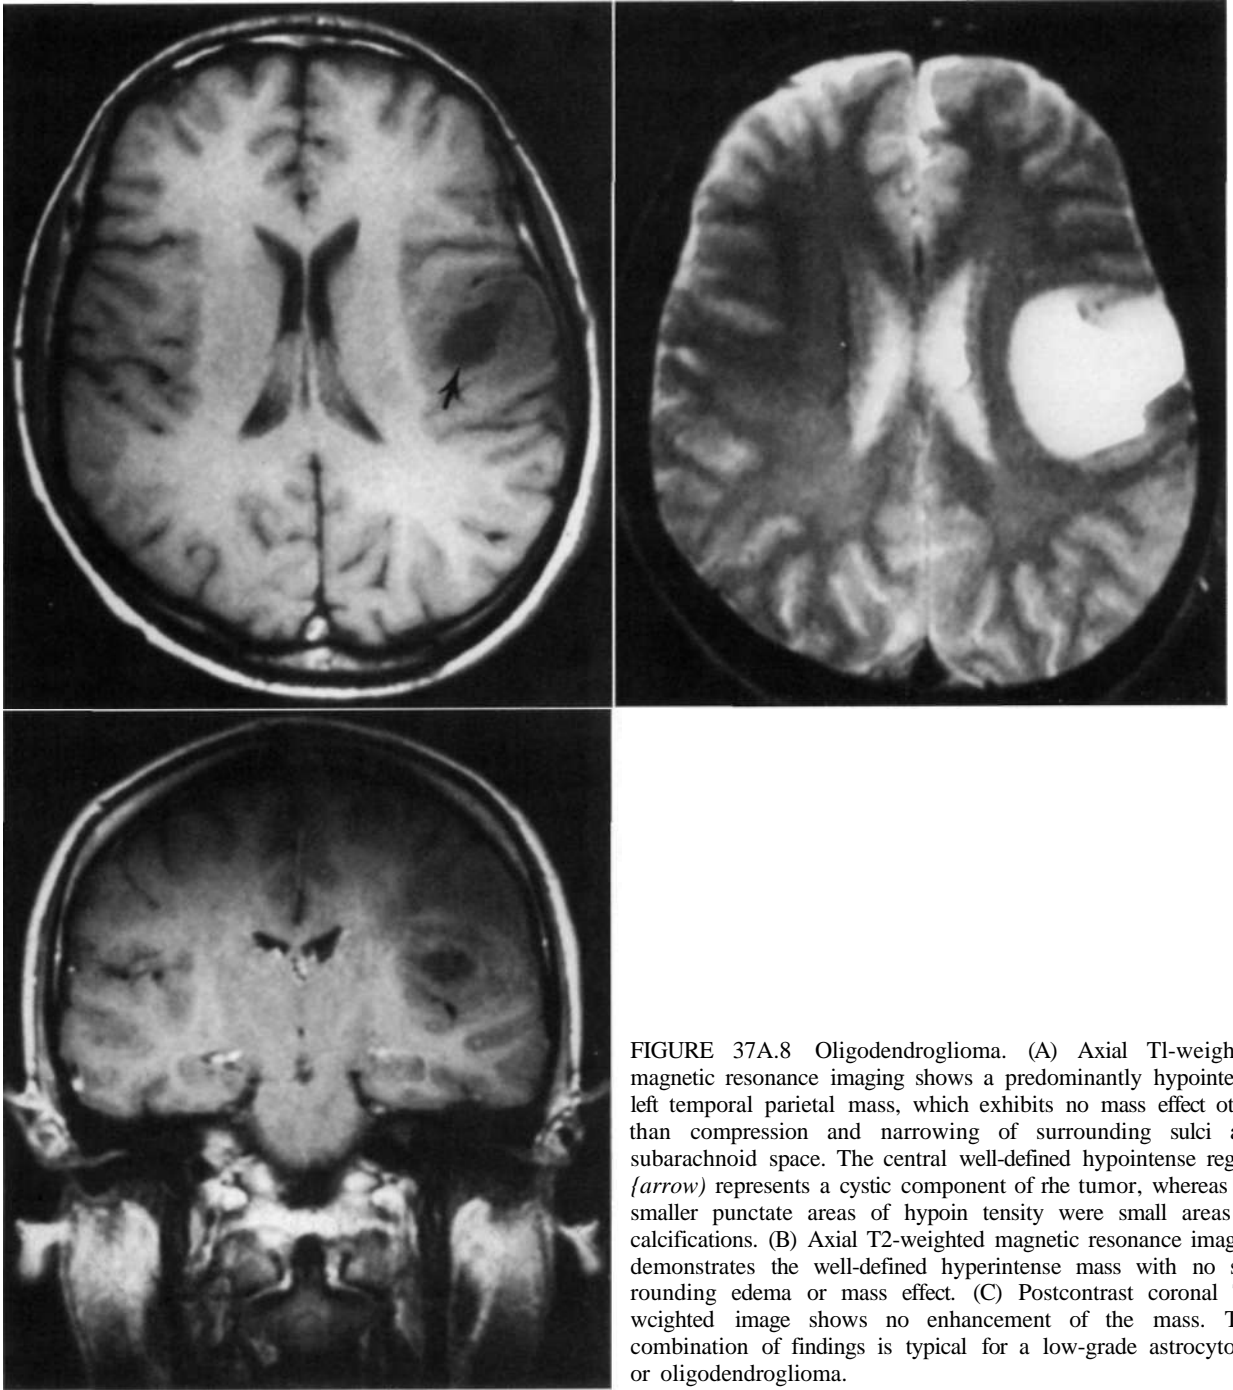 FIGURE 37A.8 Oligodendroglioma. (A) Axial Tl-weigh
magnetic resonance imaging shows a predominantly hypointe
left temporal parietal mass, which exhibits no mass effect ot
than compression and narrowing of surrounding sulci a
subarachnoid space. The central well-defined hypointense reg
{arrow) represents a cystic component of rhe tumor, whereas
smaller punctate areas of hypoin tensity were small areas
calcifications. (B) Axial T2-weighted magnetic resonance imag
demonstrates the well-defined hyperintense mass with no s
rounding edema or mass effect. (C) Postcontrast coronal
wcighted image shows no enhancement of the mass. T
combination of findings is typical for a low-grade astrocyto
or oligodendroglioma.